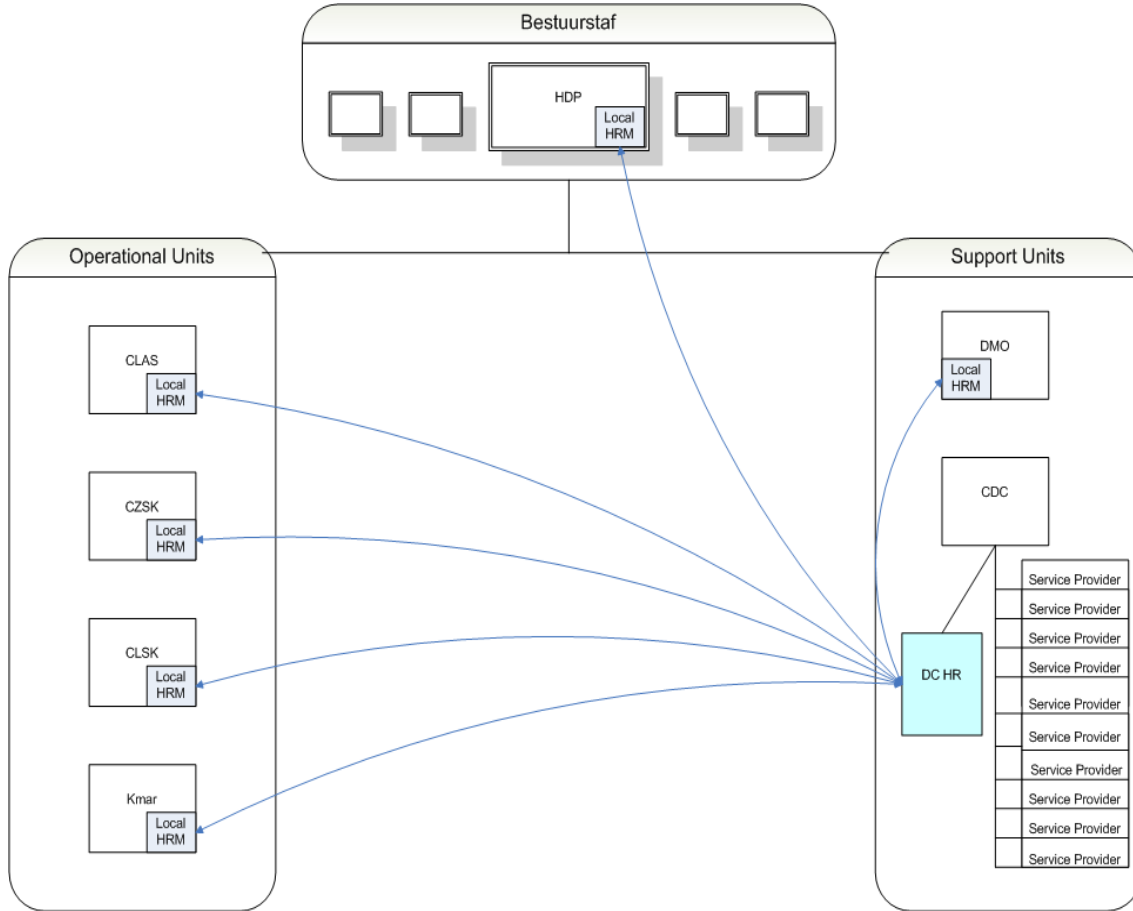 Bestuurstaf
HDP
Local
HRM
Operational Units
CLAS
Local
HRM
CZSK
Local
HRM
CLSK
Local
HRM
Kmar
Local
HRM
Support Units
DMO
Local
HRM
CDC
DC HR
Service Provider
Service Provider
Service Provider
Service Provider
Service Provider
Service Provider
Service Provider
Service Provider
Service Provider
Service Provider